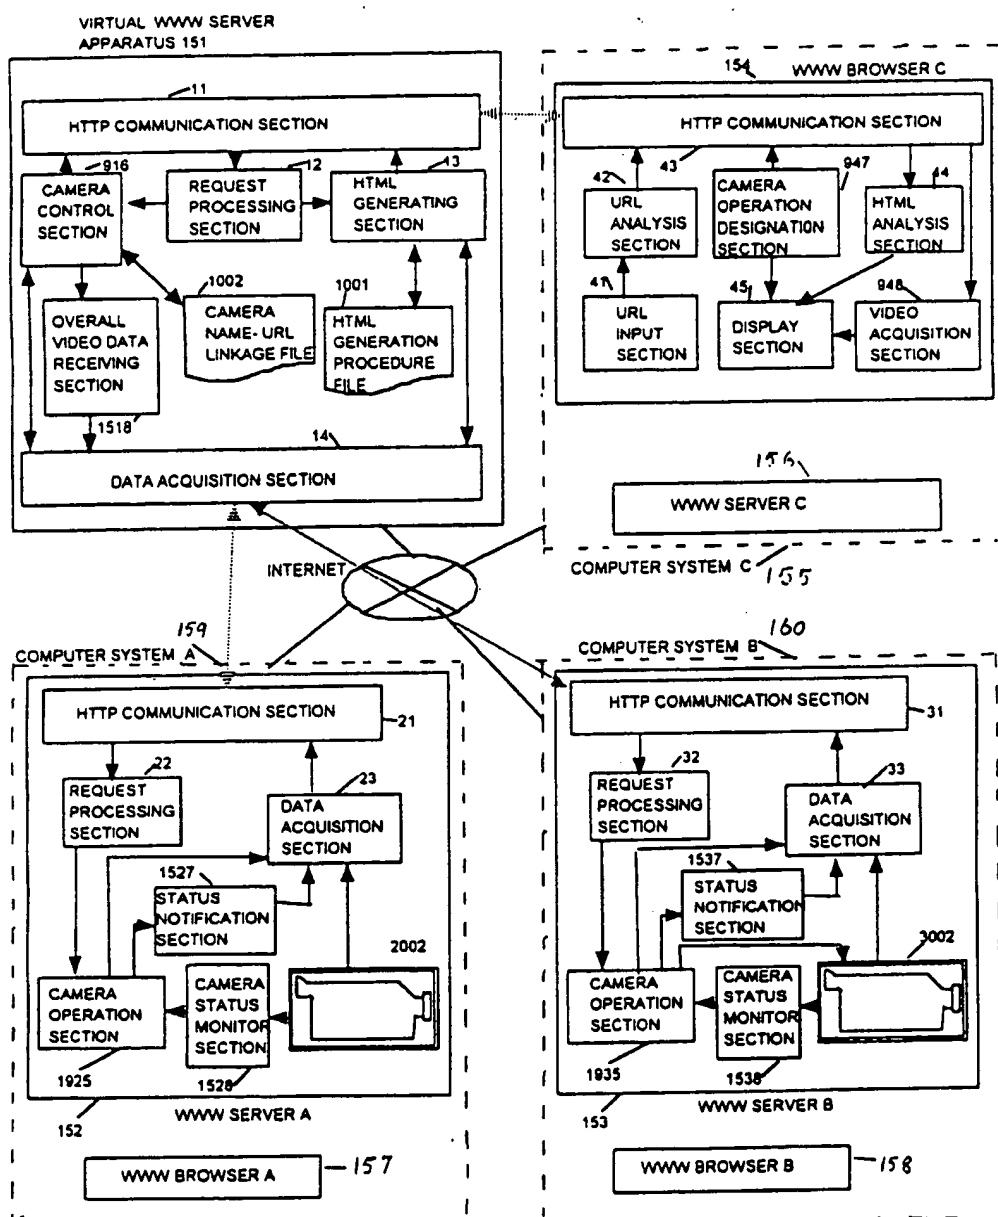 VIRTUAL WWW SERVER
APPARATUS 151
11
HTTP COMMUNICATION SECTION
916
CAMERA
CONTROL
SECTION
12
REQUEST
PROCESSING
SECTION
13
HTML
GENERATING
SECTION
OVERALL
VIDEO DATA
RECEIVING
SECTION
1518
1002
CAMERA
NAME-URL
LINKAGE FILE
1001
HTML
GENERATION
PROCEDURE
FILE
14
DATA ACQUISITION SECTION
154
WWW BROWSER C
HTTP COMMUNICATION SECTION
43
42
URL
ANALYSIS
SECTION
947
CAMERA
OPERATION
DESIGNATION
SECTION
44
HTML
ANALYSIS
SECTION
41
URL
INPUT
SECTION
45
DISPLAY
SECTION
948
VIDEO
ACQUISITION
SECTION
156
WWW SERVER C
COMPUTER SYSTEM C
155
INTERNET
159
COMPUTER SYSTEM A
HTTP COMMUNICATION SECTION
21
22
REQUEST
PROCESSING
SECTION
23
DATA
ACQUISITION
SECTION
1527
STATUS
NOTIFICATION
SECTION
2002
CAMERA
OPERATION
SECTION
1925
CAMERA
STATUS
MONITOR
SECTION
1528
152
WWW SERVER A
WWW BROWSER A
157
160
COMPUTER SYSTEM B
HTTP COMMUNICATION SECTION
31
32
REQUEST
PROCESSING
SECTION
33
DATA
ACQUISITION
SECTION
1537
STATUS
NOTIFICATION
SECTION
3002
CAMERA
OPERATION
SECTION
1935
CAMERA
STATUS
MONITOR
SECTION
1538
153
WWW SERVER B
WWW BROWSER B
158